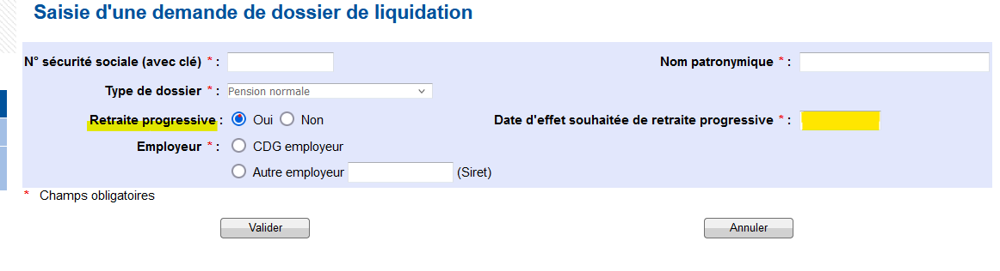 Saisie d'une demande de dossier de liquidation
N° sécurité sociale (avec clé) * : Nom patronymique * :
Type de dossier * : Pension normale
Retraite progressive : Oui Non Date d'effet souhaitée de retraite progressive * :
Employeur * : CDG employeur
Autre employeur (Siret)
* Champs obligatoires
Valider Annuler